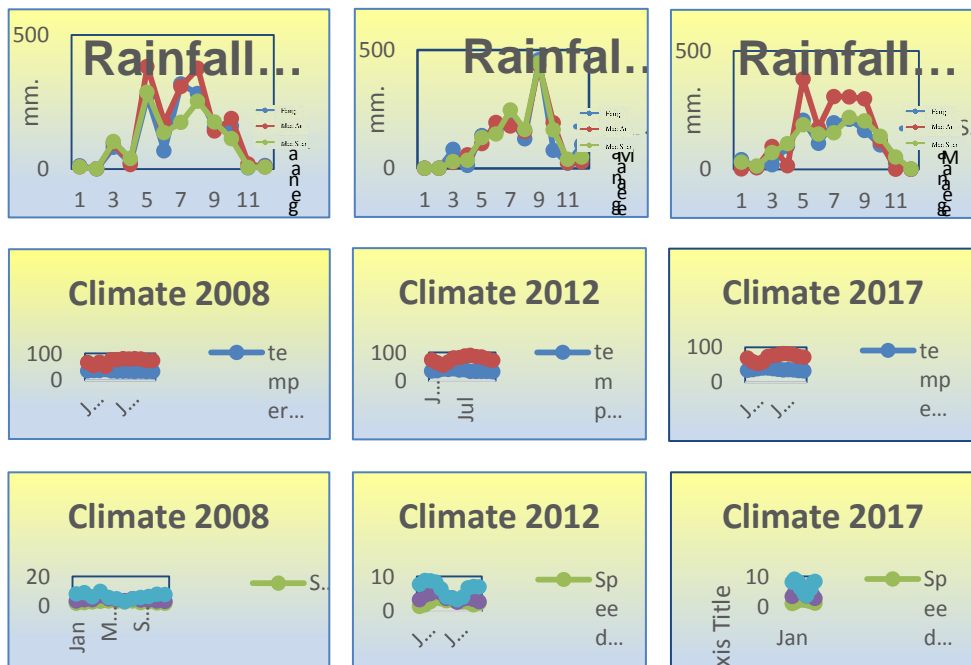 500
Rainfall…
mm.
0
1 3 5 7 9 11
500
Rainfal…
mm.
0
1 3 5 7 9 11
500
Rainfall…
mm.
0
1 3 5 7 9 11
Climate 2008
100
0
J…
J…
te
mp
er…
Climate 2012
100
0
J…
Jul
te
m
p…
Climate 2017
100
0
J…
J…
te
mp
e…
Climate 2008
20
0
Jan
M…
S…
S…
Climate 2012
10
0
J…
J…
Sp
ee
d…
Climate 2017
10
0
xis Title
Jan
Sp
ee
d…